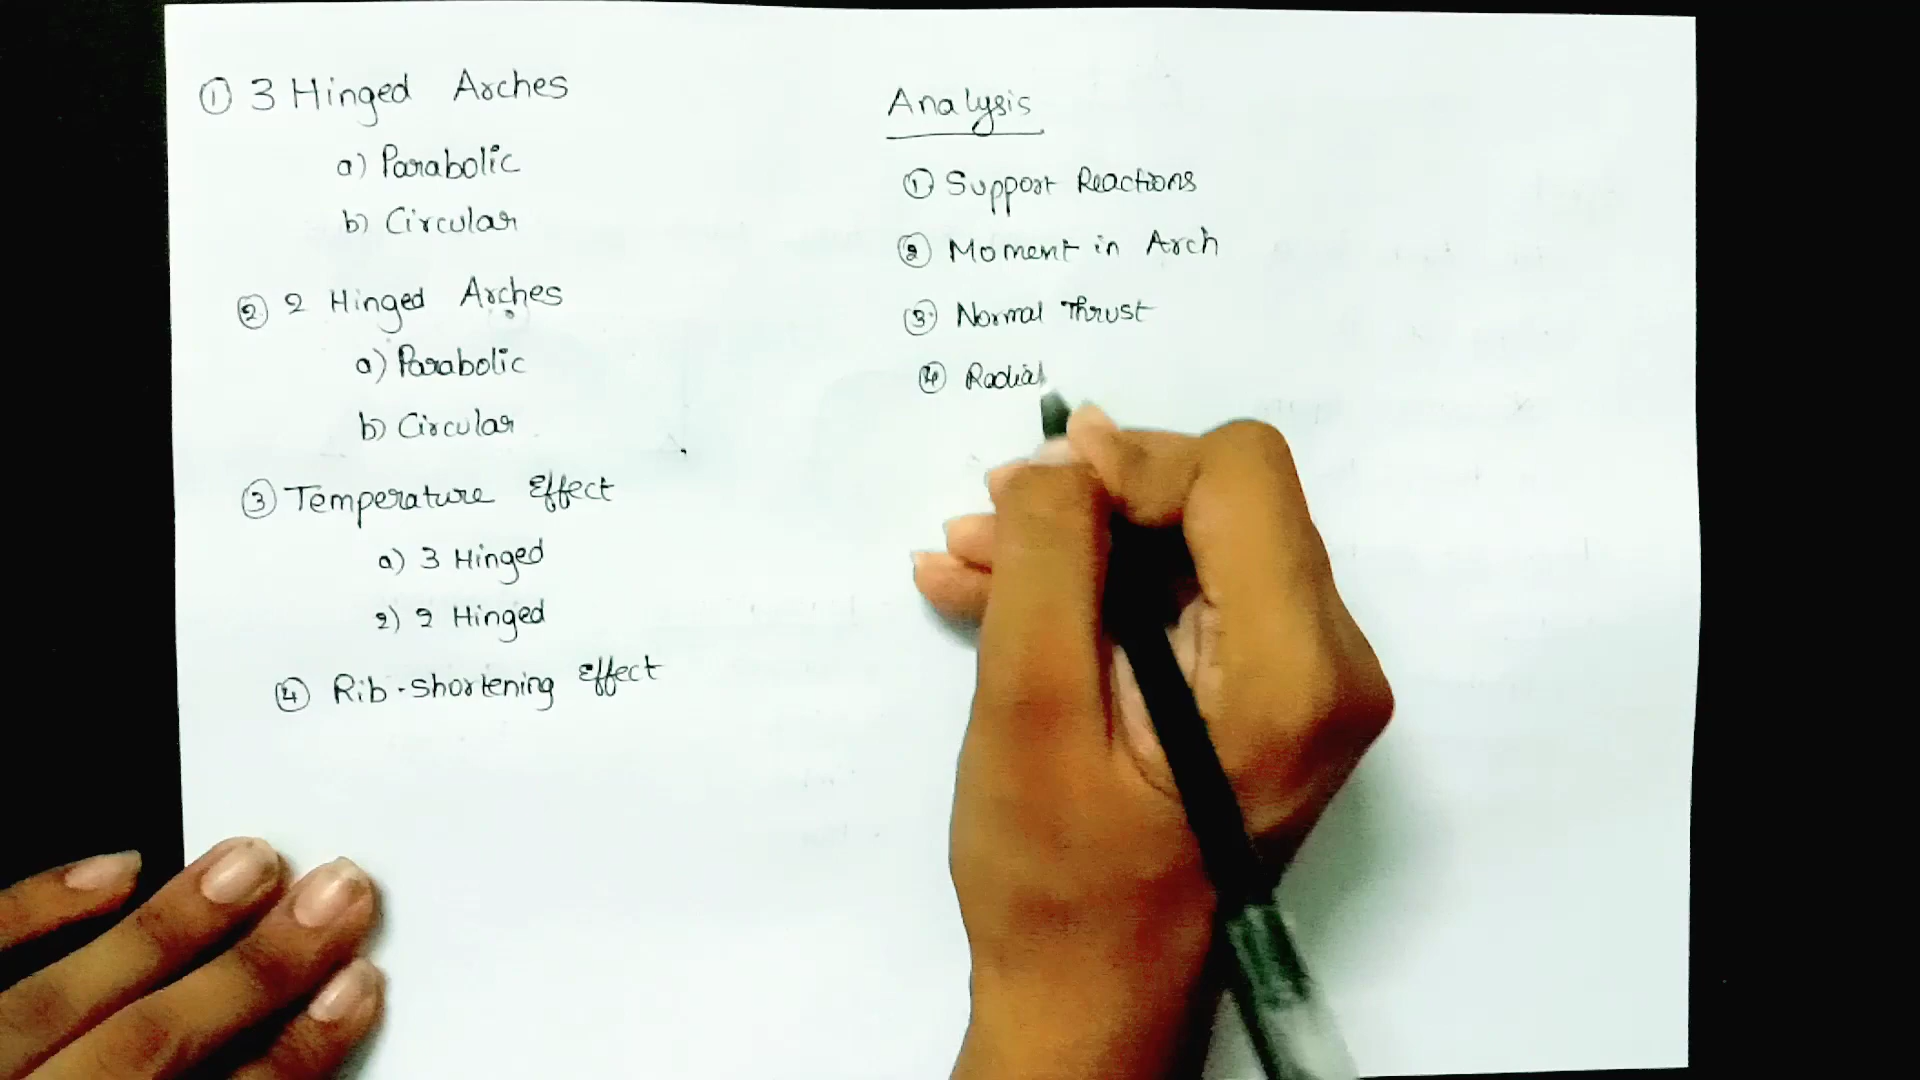 ① 3 Hinged Arches
a) Parabolic
b) Circular
② 2 Hinged Arches
a) Parabolic
b) Circular
③ Temperature Effect
a) 3 Hinged
2) 2 Hinged
④ Rib-shortening Effect
Analysis
① Support Reactions
② Moment in Arch
③ Normal Thrust
④ Radial